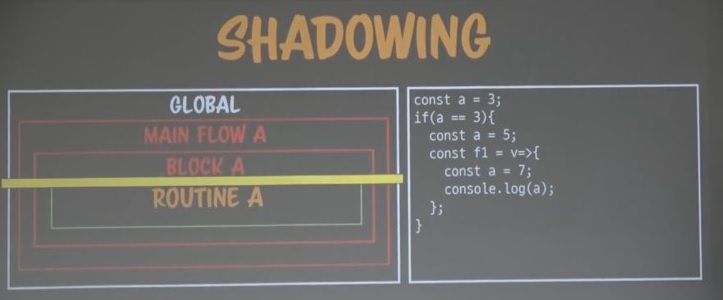 SHADOWING
GLOBAL
MAIN FLOW A
BLOCK A
ROUTINE A
const a = 3;
if(a == 3){
  const a = 5;
  const f1 = v=>{
    const a = 7;
    console.log(a);
  };
}